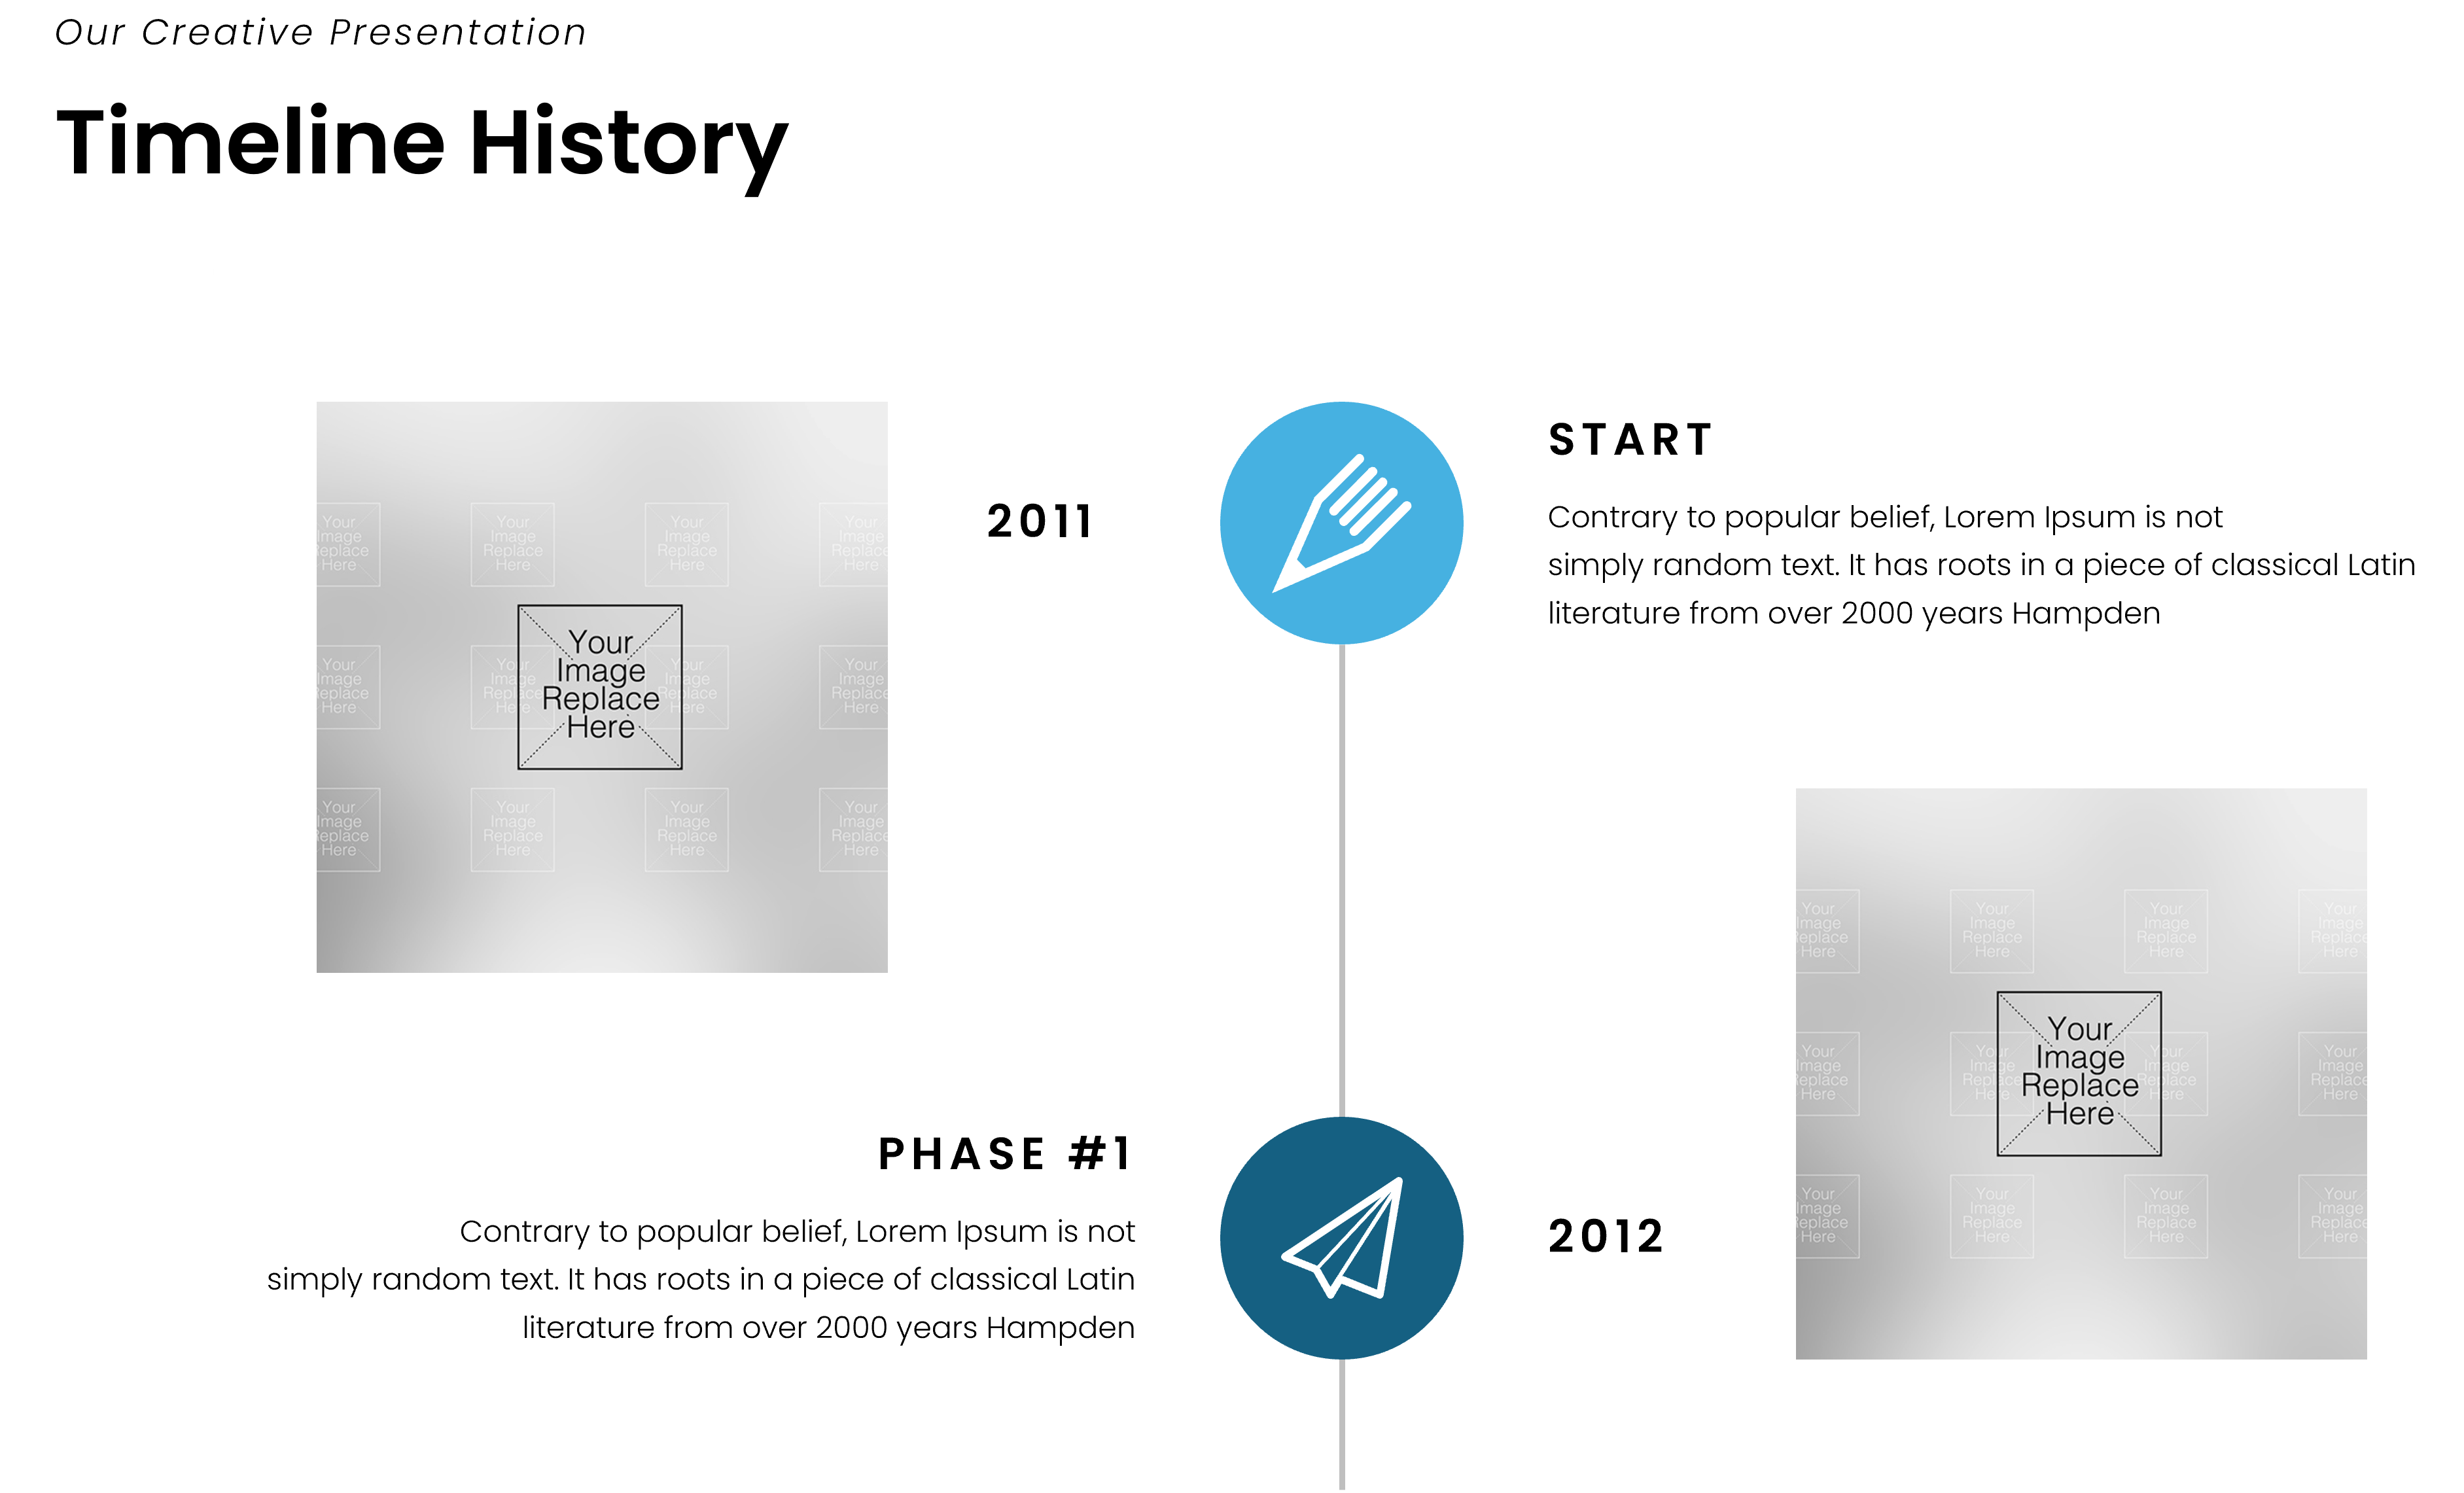 Our Creative Presentation
Timeline History
Your
Image
Replace
Here
2011
START
Contrary to popular belief, Lorem Ipsum is not
simply random text. It has roots in a piece of classical Latin
literature from over 2000 years Hampden
PHASE #1
Contrary to popular belief, Lorem Ipsum is not
simply random text. It has roots in a piece of classical Latin
literature from over 2000 years Hampden
2012
Your
Image
Replace
Here